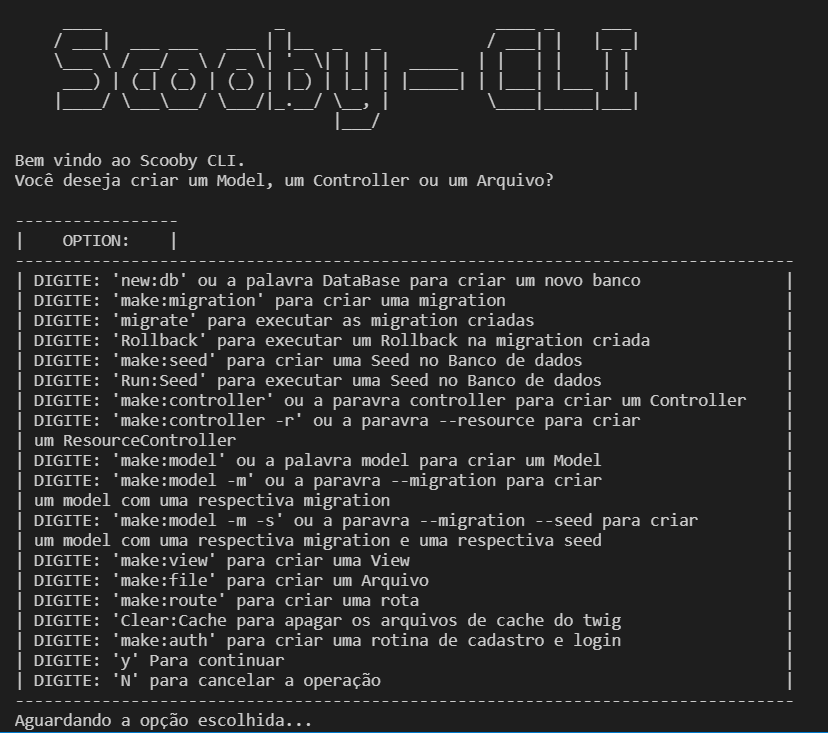 Scooby - CLI
Bem vindo ao Scooby CLI.
Você deseja criar um Model, um Controller ou um Arquivo?
-----------------
|    OPTION:    |
---------------------------------------------------------------------------------
| DIGITE: 'new:db' ou a palavra DataBase para criar um novo banco               |
| DIGITE: 'make:migration' para criar uma migration                             |
| DIGITE: 'migrate' para executar as migration criadas                          |
| DIGITE: 'Rollback' para executar um Rollback na migration criada              |
| DIGITE: 'make:seed' para criar uma Seed no Banco de dados                     |
| DIGITE: 'Run:Seed' para executar uma Seed no Banco de dados                   |
| DIGITE: 'make:controller' ou a paravra controller para criar um Controller    |
| DIGITE: 'make:controller -r' ou a paravra --resource para criar               |
| um ResourceController                                                         |
| DIGITE: 'make:model' ou a palavra model para criar um Model                   |
| DIGITE: 'make:model -m' ou a paravra --migration para criar                   |
| um model com uma respectiva migration                                         |
| DIGITE: 'make:model -m -s' ou a paravra --migration --seed para criar         |
| um model com uma respectiva migration e uma respectiva seed                   |
| DIGITE: 'make:view' para criar uma View                                       |
| DIGITE: 'make:file' para criar um Arquivo                                     |
| DIGITE: 'make:route' para criar uma rota                                      |
| DIGITE: 'Clear:Cache para apagar os arquivos de cache do twig                 |
| DIGITE: 'make:auth' para criar uma rotina de cadastro e login                 |
| DIGITE: 'y' Para continuar                                                    |
| DIGITE: 'N' para cancelar a operação                                          |
---------------------------------------------------------------------------------
Aguardando a opção escolhida...